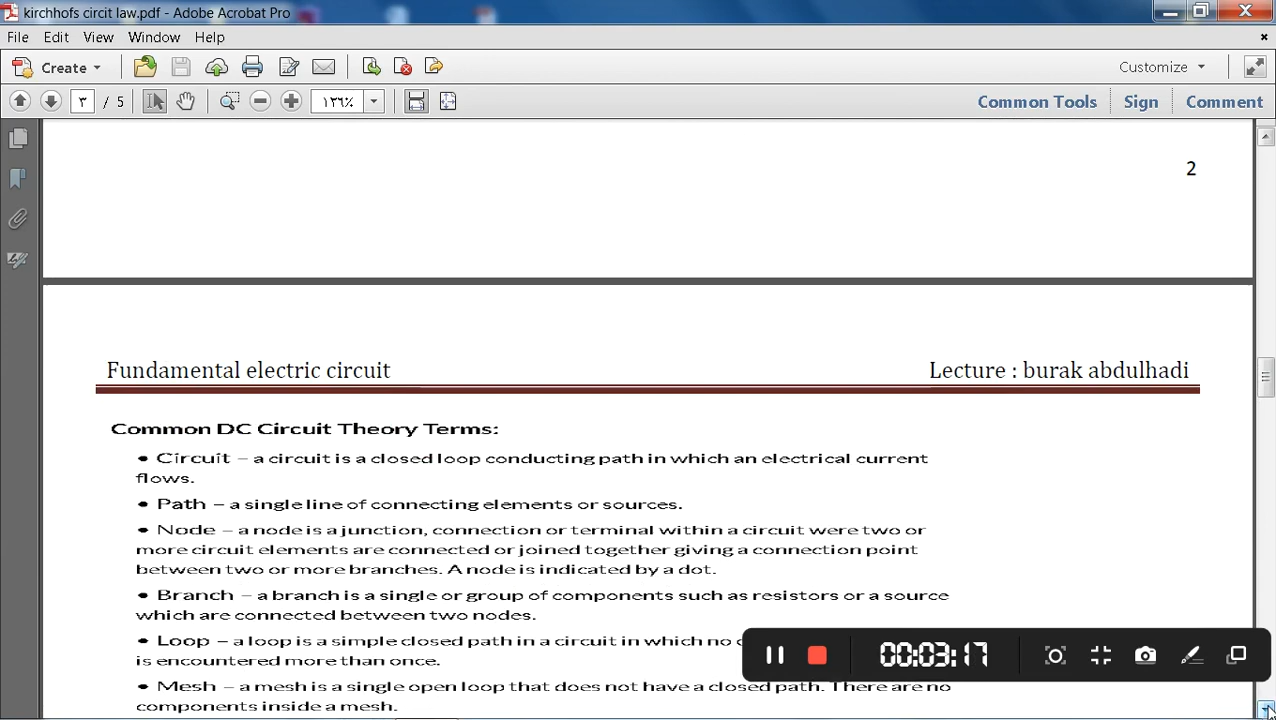 kirchhofs circit law.pdf - Adobe Acrobat Pro
File Edit View Window Help
Create
Customize
٣ / 5
١٢٦٪
Common Tools Sign Comment
2
Fundamental electric circuit
Lecture : burak abdulhadi
Common DC Circuit Theory Terms:
• Circuit – a circuit is a closed loop conducting path in which an electrical current
flows.
• Path – a single line of connecting elements or sources.
• Node – a node is a junction, connection or terminal within a circuit were two or
more circuit elements are connected or joined together giving a connection point
between two or more branches. A node is indicated by a dot.
• Branch – a branch is a single or group of components such as resistors or a source
which are connected between two nodes.
• Loop – a loop is a simple closed path in a circuit in which no
is encountered more than once.
• Mesh – a mesh is a single open loop that does not have a closed path. There are no
components inside a mesh.
00:03:17